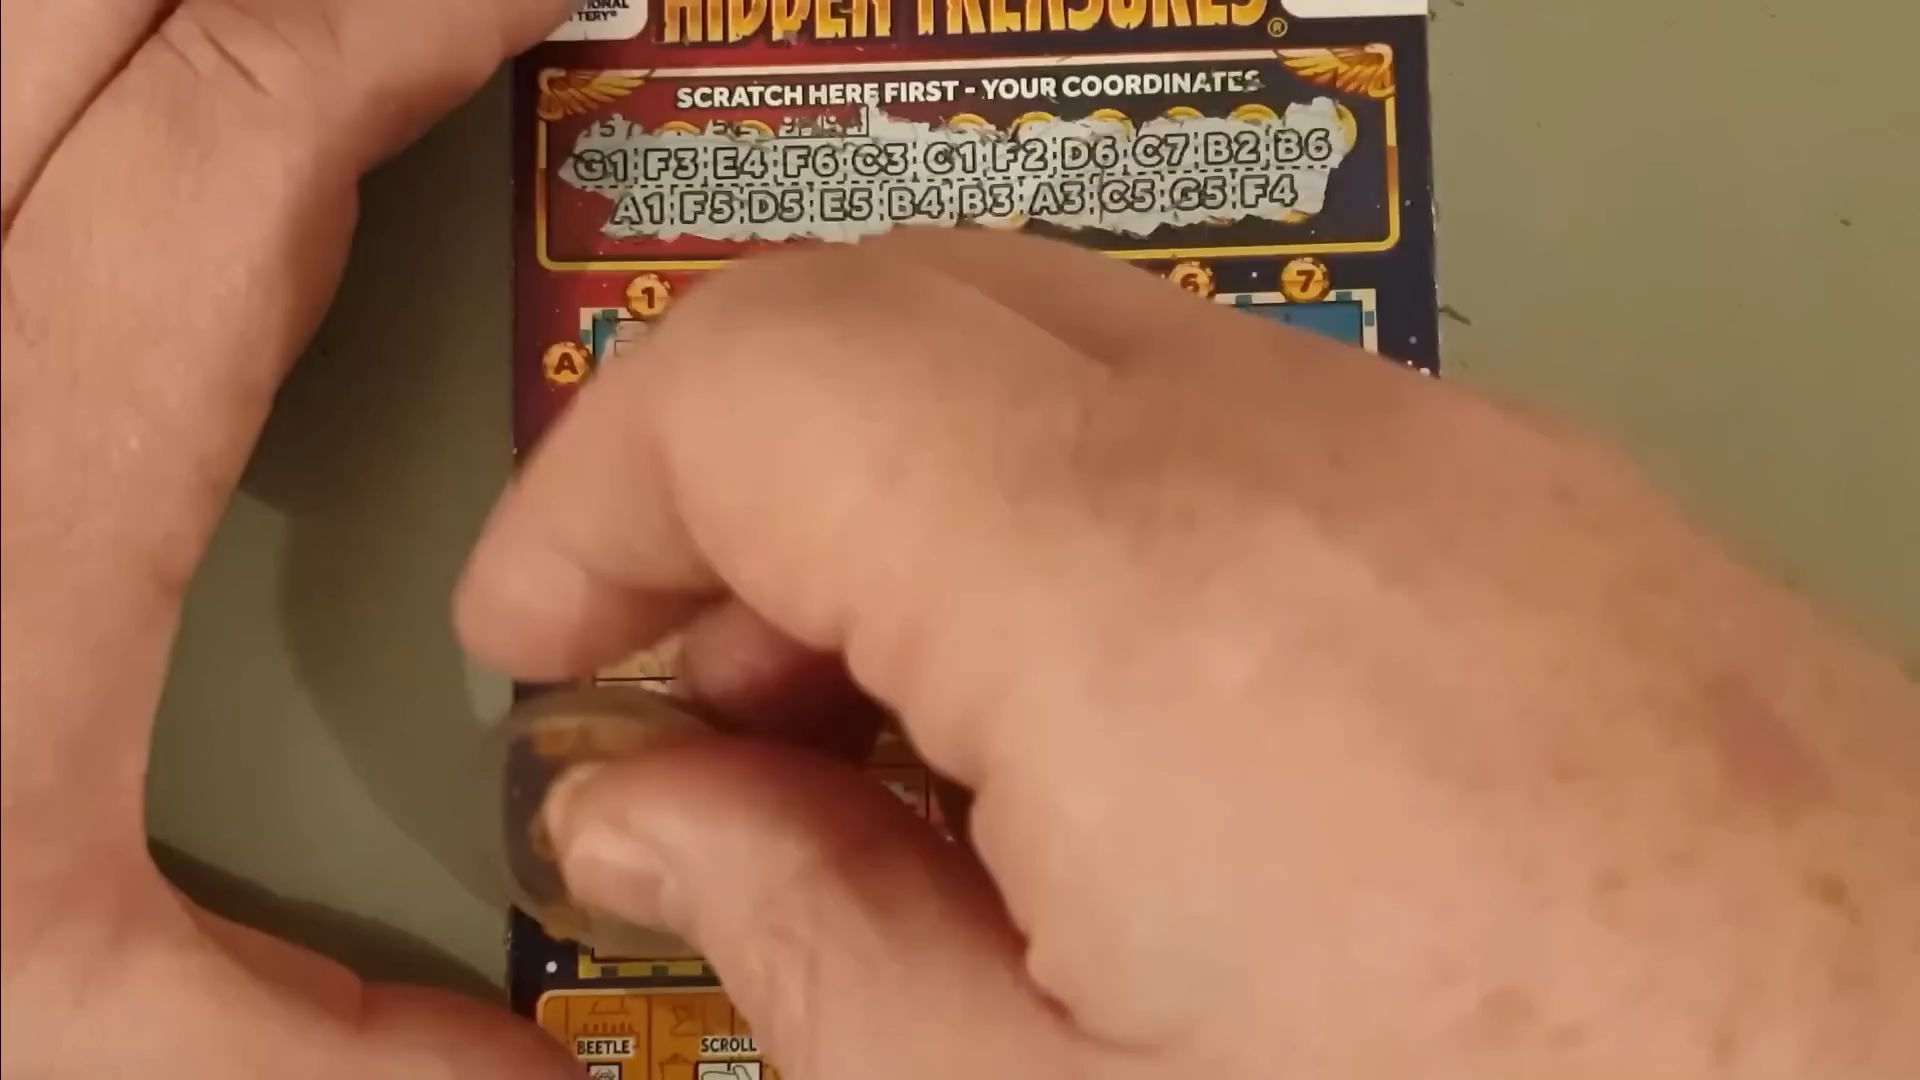 HIDDEN TREASURES®
SCRATCH HERE FIRST - YOUR COORDINATES
G1 F3 E4 F6 C3 C1 F2 D6 C7 B2 B6
A1 F5 D5 E5 B4 B3 A3 C5 G5 F4
1 6 7
A
BEETLE SCROLL